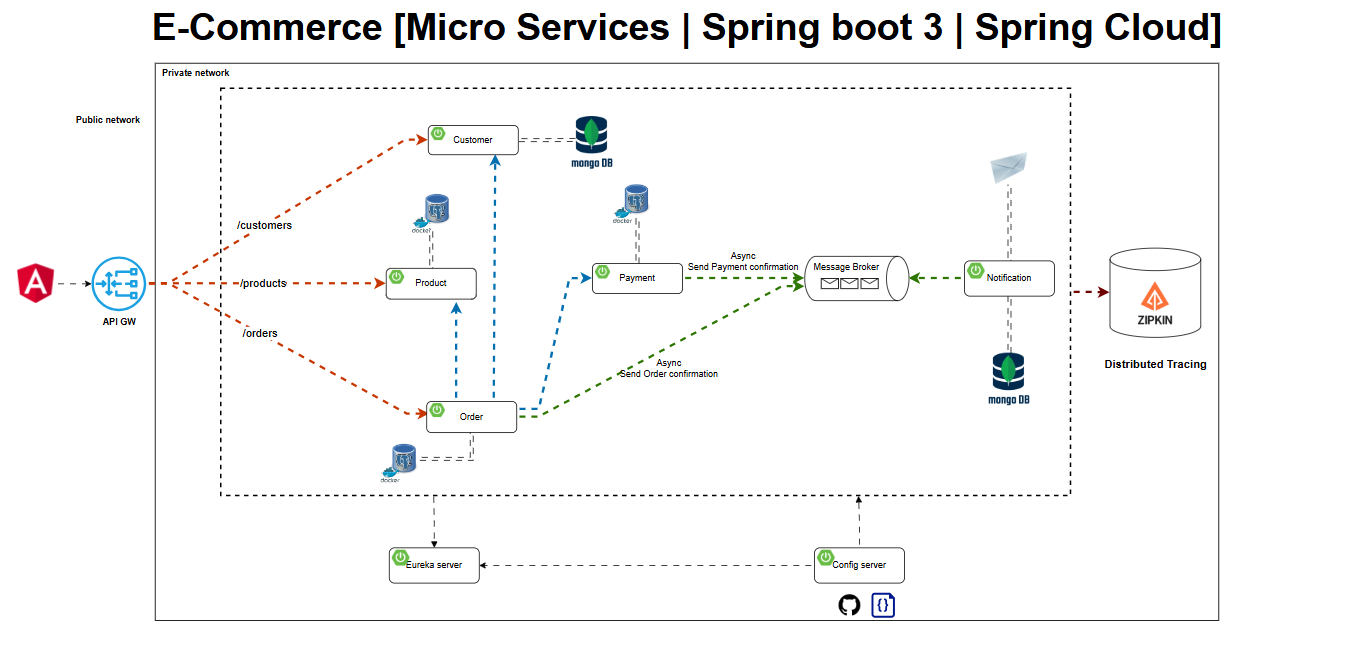 E-Commerce [Micro Services | Spring boot 3 | Spring Cloud]
Private network
Public network
Customer
mongo DB
docker
docker
/customers
Async
Send Payment confirmation
Message Broker
Product
Payment
Notification
/products
API GW
ZIPKIN
/orders
Distributed Tracing
Async
Send Order confirmation
mongo DB
Order
docker
Eureka server
Config server
{}